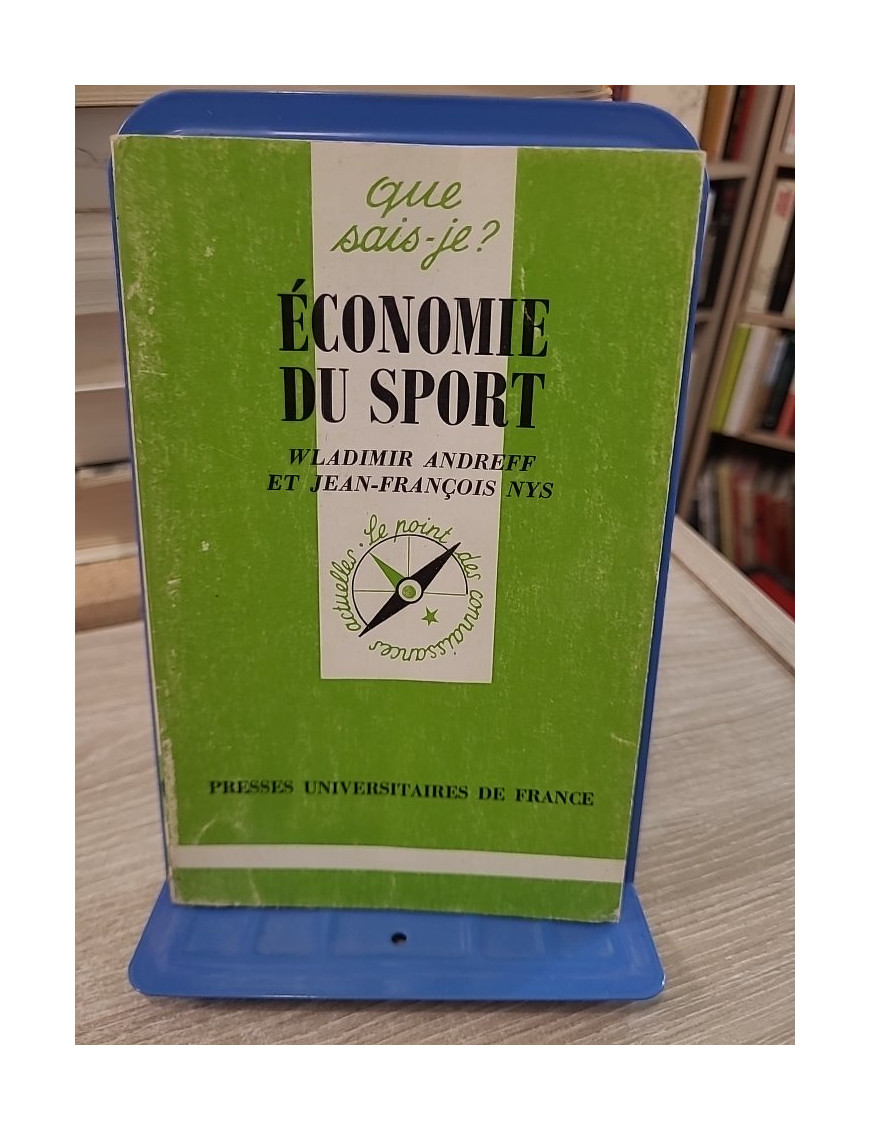 que
sais-je?
ÉCONOMIE
DU SPORT
WLADIMIR ANDREFF
ET JEAN-FRANÇOIS NYS
Le point des connaissances actuelles.
PRESSES UNIVERSITAIRES DE FRANCE